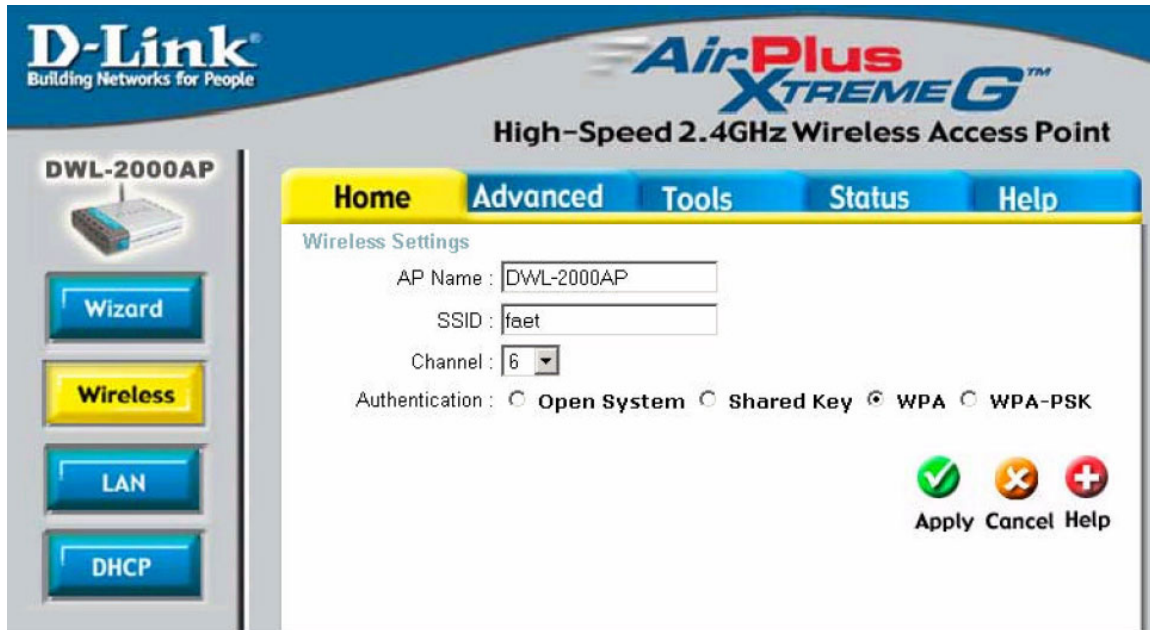 D-Link
Building Networks for People
AirPlus
XTREME G™
High-Speed 2.4GHz Wireless Access Point
DWL-2000AP
Home Advanced Tools Status Help
Wizard
Wireless
LAN
DHCP
Wireless Settings
AP Name : DWL-2000AP
SSID : faet
Channel : 6
Authentication : Open System Shared Key WPA WPA-PSK
Apply Cancel Help